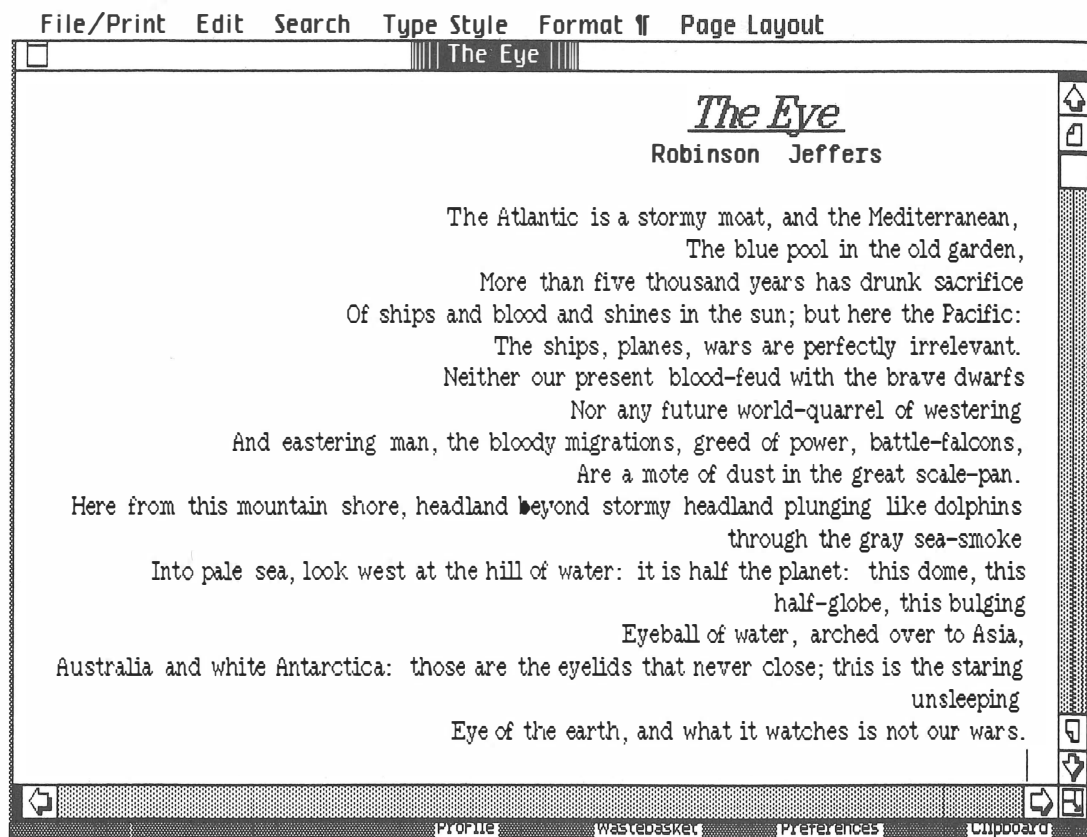 File/Print Edit Search Type Style Format ¶ Page Layout
The Eye
The Eye
Robinson Jeffers
The Atlantic is a stormy moat, and the Mediterranean,
The blue pool in the old garden,
More than five thousand years has drunk sacrifice
Of ships and blood and shines in the sun; but here the Pacific:
The ships, planes, wars are perfectly irrelevant.
Neither our present blood-feud with the brave dwarfs
Nor any future world-quarrel of westering
And eastering man, the bloody migrations, greed of power, battle-falcons,
Are a mote of dust in the great scale-pan.
Here from this mountain shore, headland beyond stormy headland plunging like dolphins
through the gray sea-smoke
Into pale sea, look west at the hill of water: it is half the planet: this dome, this
half-globe, this bulging
Eyeball of water, arched over to Asia,
Australia and white Antarctica: those are the eyelids that never close; this is the staring
unsleeping
Eye of the earth, and what it watches is not our wars.
Profile Wastebasket Preferences Clipboard